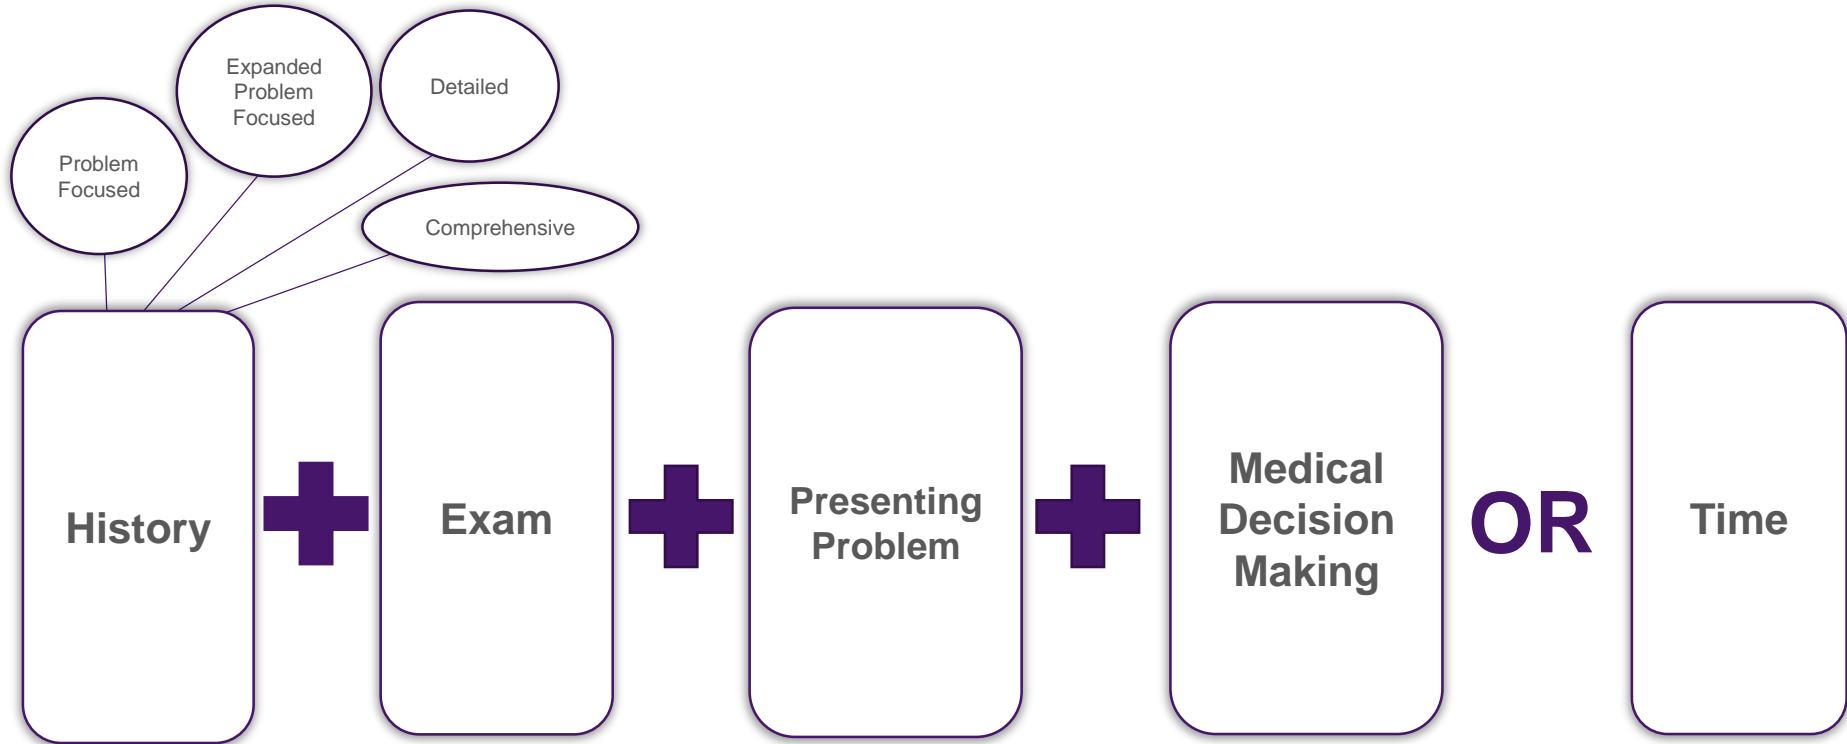 Expanded
Problem
Focused
Detailed
Problem
Focused
Comprehensive
History
Exam
Presenting
Problem
Medical
Decision
Making
OR
Time